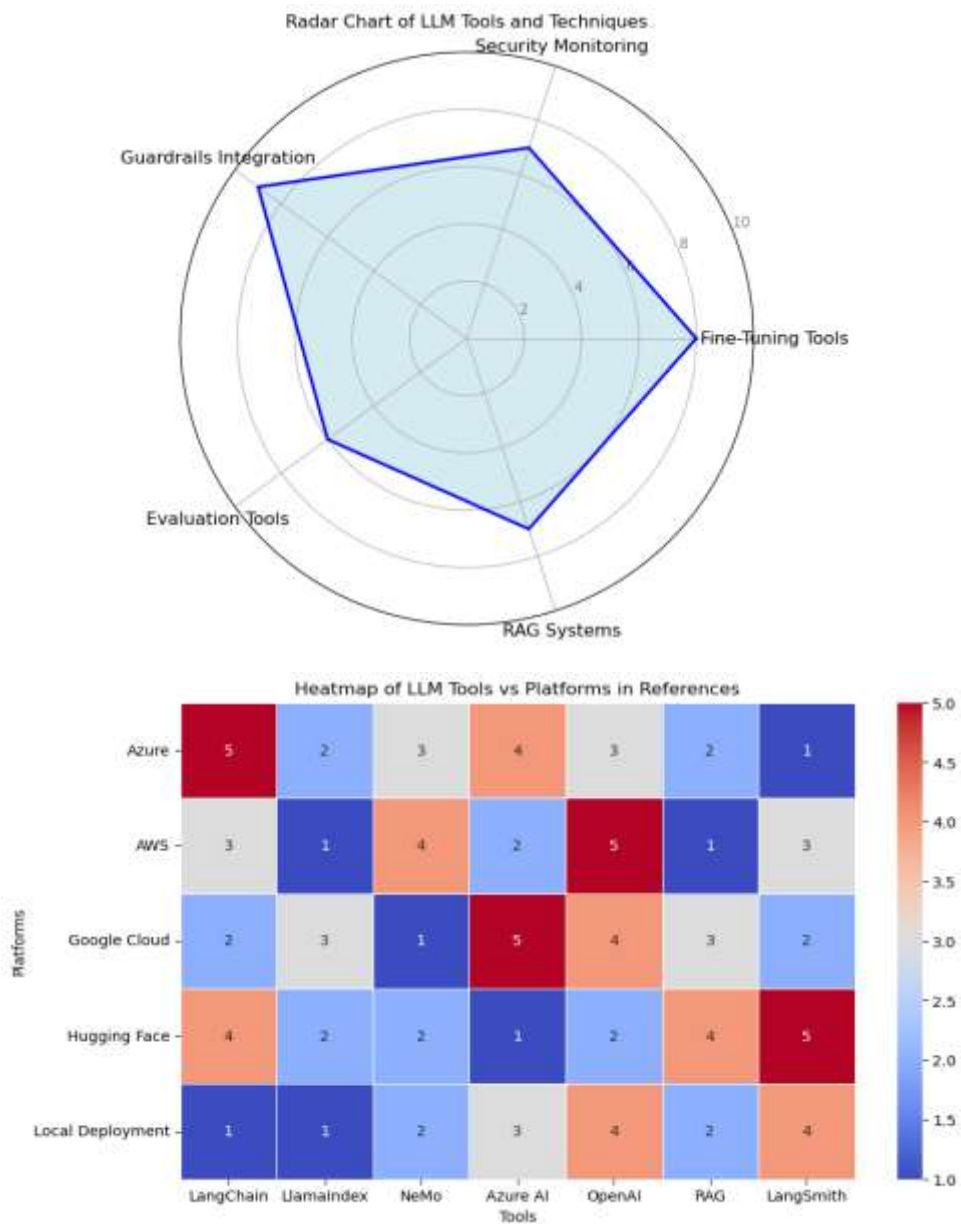 Radar Chart of LLM Tools and Techniques
Security Monitoring
Guardrails Integration
10
8
6
4
2
Fine-Tuning Tools
Evaluation Tools
RAG Systems
Heatmap of LLM Tools vs Platforms in References
5.0
Azure 5 2 3 4 3 2 1
4.5
AWS 3 1 4 2 5 1 3
4.0
3.5
Platforms
Google Cloud 2 3 1 5 4 3 2
3.0
2.5
Hugging Face 4 2 2 1 2 4 5
2.0
Local Deployment 1 1 2 3 4 2 4
1.5
1.0
LangChain LlamaIndex NeMo Azure AI OpenAI RAG LangSmith
Tools